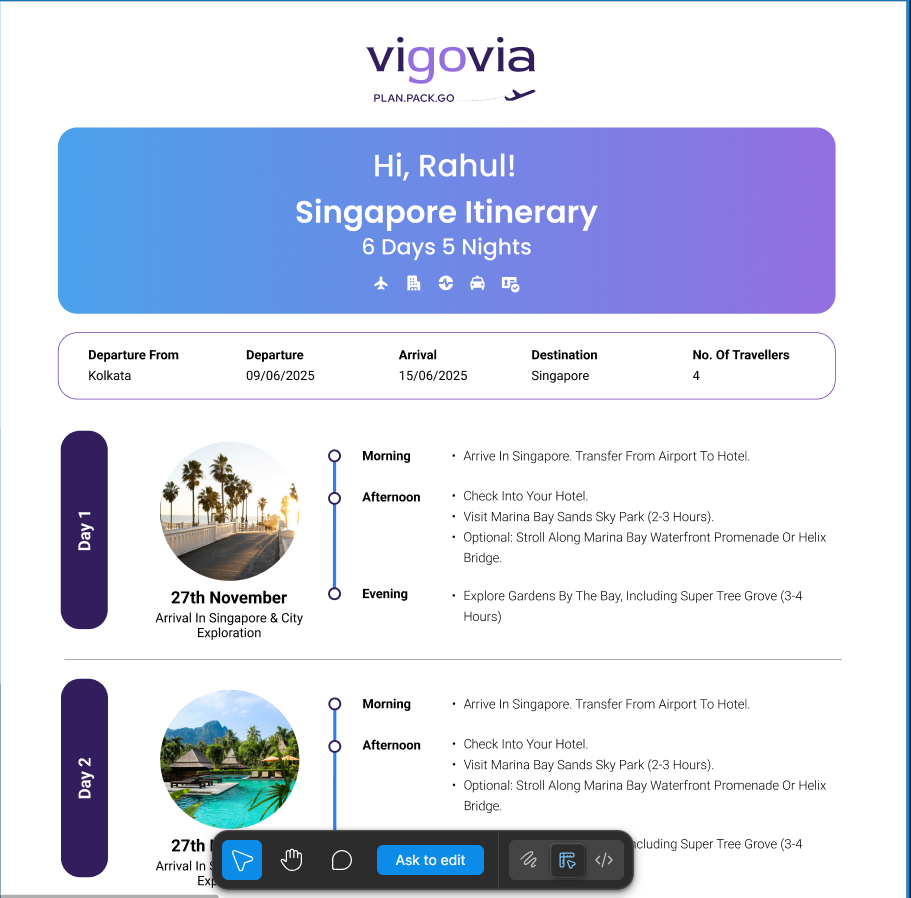 vigovia
PLAN.PACK.GO
Hi, Rahul!
Singapore Itinerary
6 Days 5 Nights
Departure From
Kolkata
Departure
09/06/2025
Arrival
15/06/2025
Destination
Singapore
No. Of Travellers
4
Day 1
27th November
Arrival In Singapore & City
Exploration
Morning
• Arrive In Singapore. Transfer From Airport To Hotel.
Afternoon
• Check Into Your Hotel.
• Visit Marina Bay Sands Sky Park (2-3 Hours).
• Optional: Stroll Along Marina Bay Waterfront Promenade Or Helix
Bridge.
Evening
• Explore Gardens By The Bay, Including Super Tree Grove (3-4
Hours)
Day 2
27th
Arrival In
Morning
• Arrive In Singapore. Transfer From Airport To Hotel.
Afternoon
• Check Into Your Hotel.
• Visit Marina Bay Sands Sky Park (2-3 Hours).
• Optional: Stroll Along Marina Bay Waterfront Promenade Or Helix
Bridge.
Super Tree Grove (3-4
Ask to edit